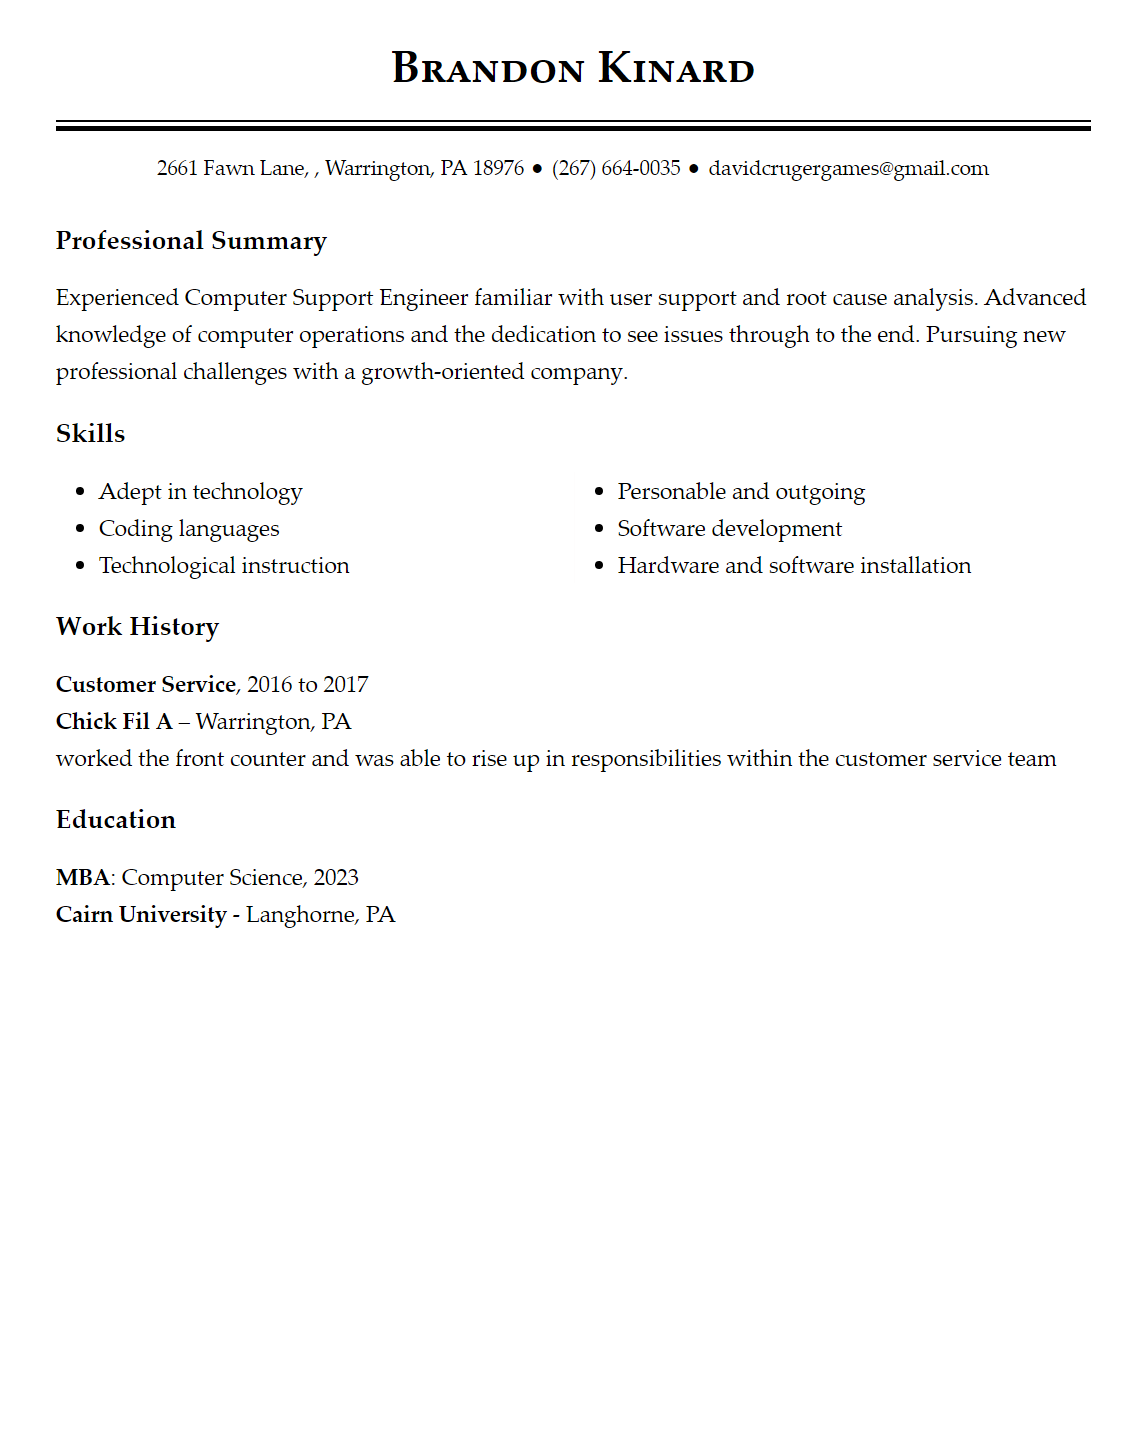 Brandon Kinard
2661 Fawn Lane, , Warrington, PA 18976 ● (267) 664-0035 ● davidcrugergames@gmail.com
Professional Summary
Experienced Computer Support Engineer familiar with user support and root cause analysis. Advanced
knowledge of computer operations and the dedication to see issues through to the end. Pursuing new
professional challenges with a growth-oriented company.
Skills
• Adept in technology
• Coding languages
• Technological instruction
• Personable and outgoing
• Software development
• Hardware and software installation
Work History
Customer Service, 2016 to 2017
Chick Fil A – Warrington, PA
worked the front counter and was able to rise up in responsibilities within the customer service team
Education
MBA: Computer Science, 2023
Cairn University - Langhorne, PA